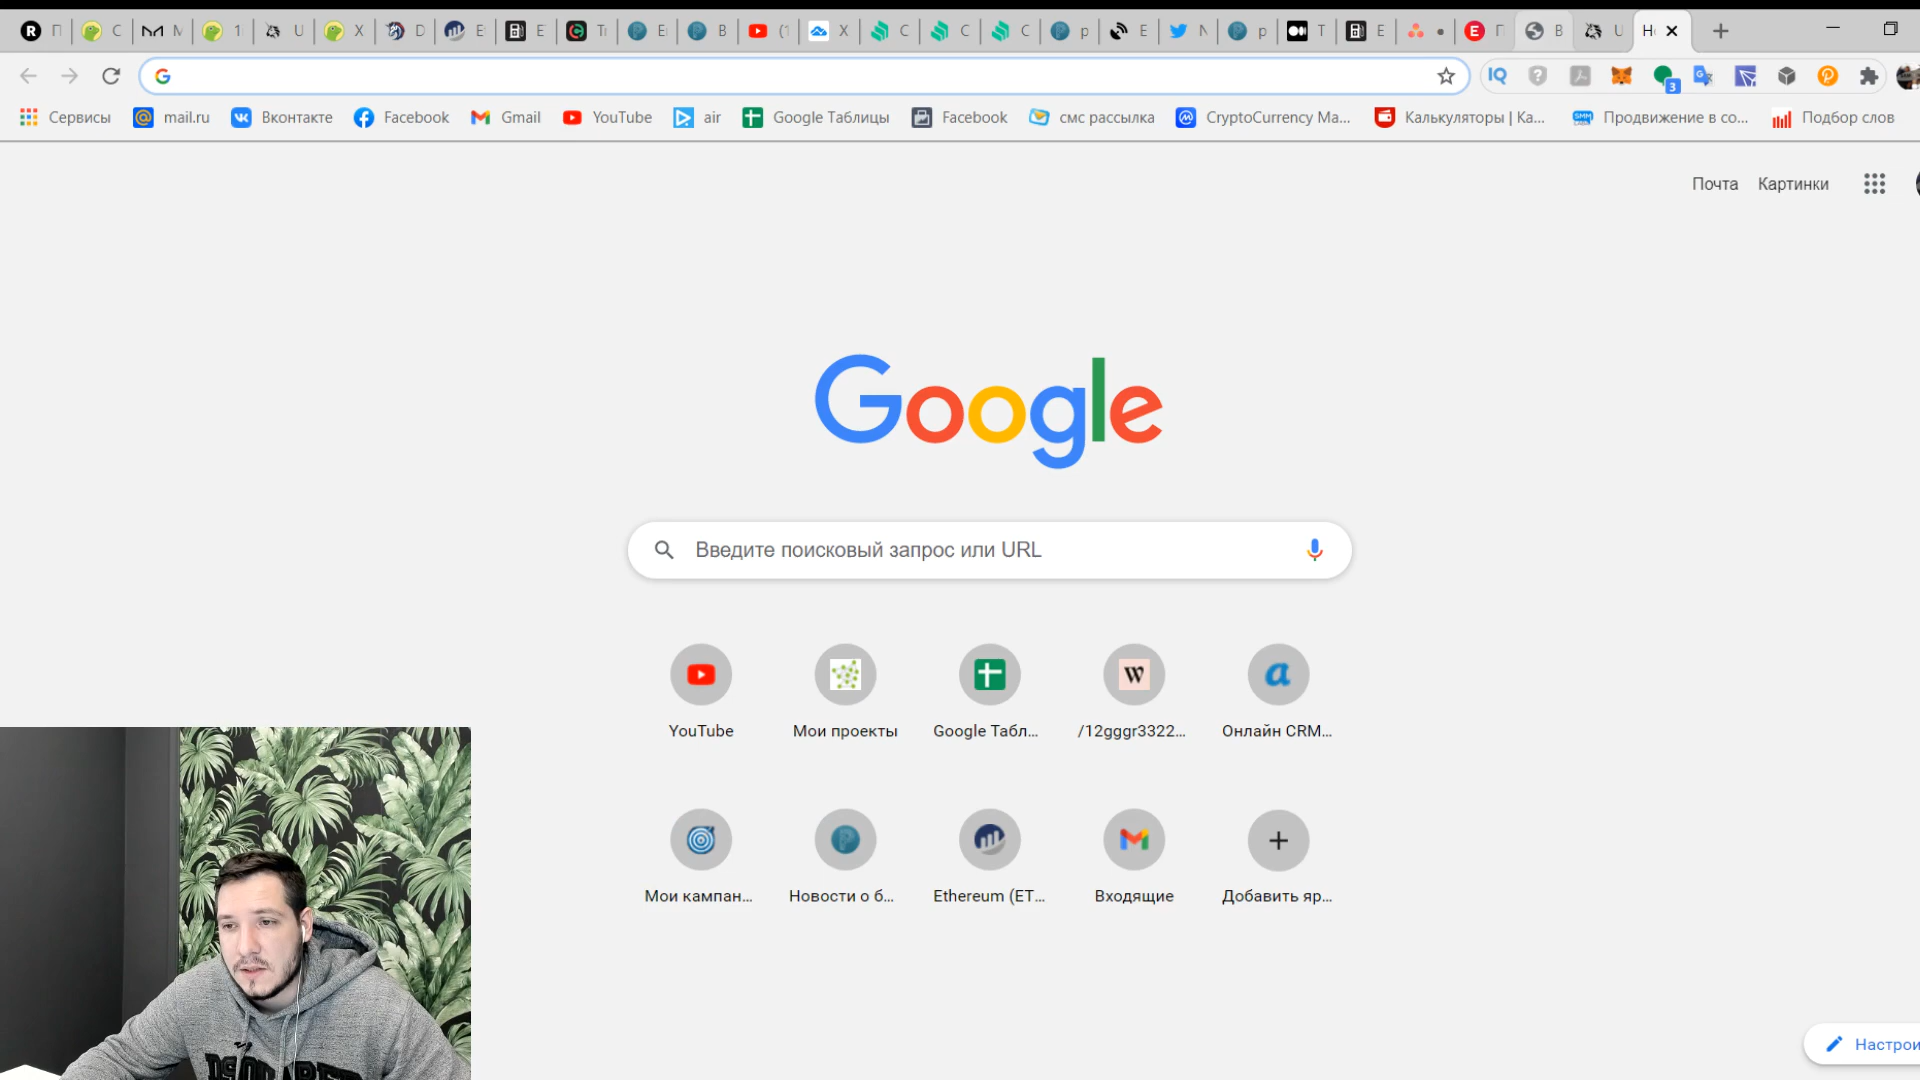 Сервисы
mail.ru
Вконтакте
Facebook
Gmail
YouTube
air
Google Таблицы
Facebook
смс рассылка
CryptoCurrency Ma...
Калькуляторы | Ка...
Продвижение в со...
Подбор слов
Почта
Картинки
Google
Введите поисковый запрос или URL
YouTube
Мои проекты
Google Табл...
/12gggr3322...
Онлайн CRM...
Мои кампан...
Новости о б...
Ethereum (ET...
Входящие
Добавить яр...
Настрои